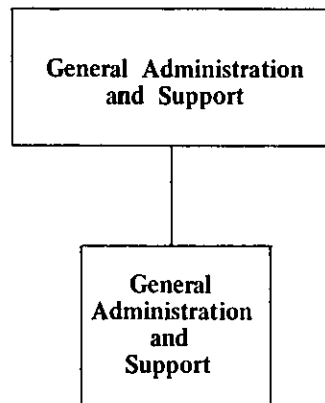 General Administration
and Support
General
Administration
and
Support